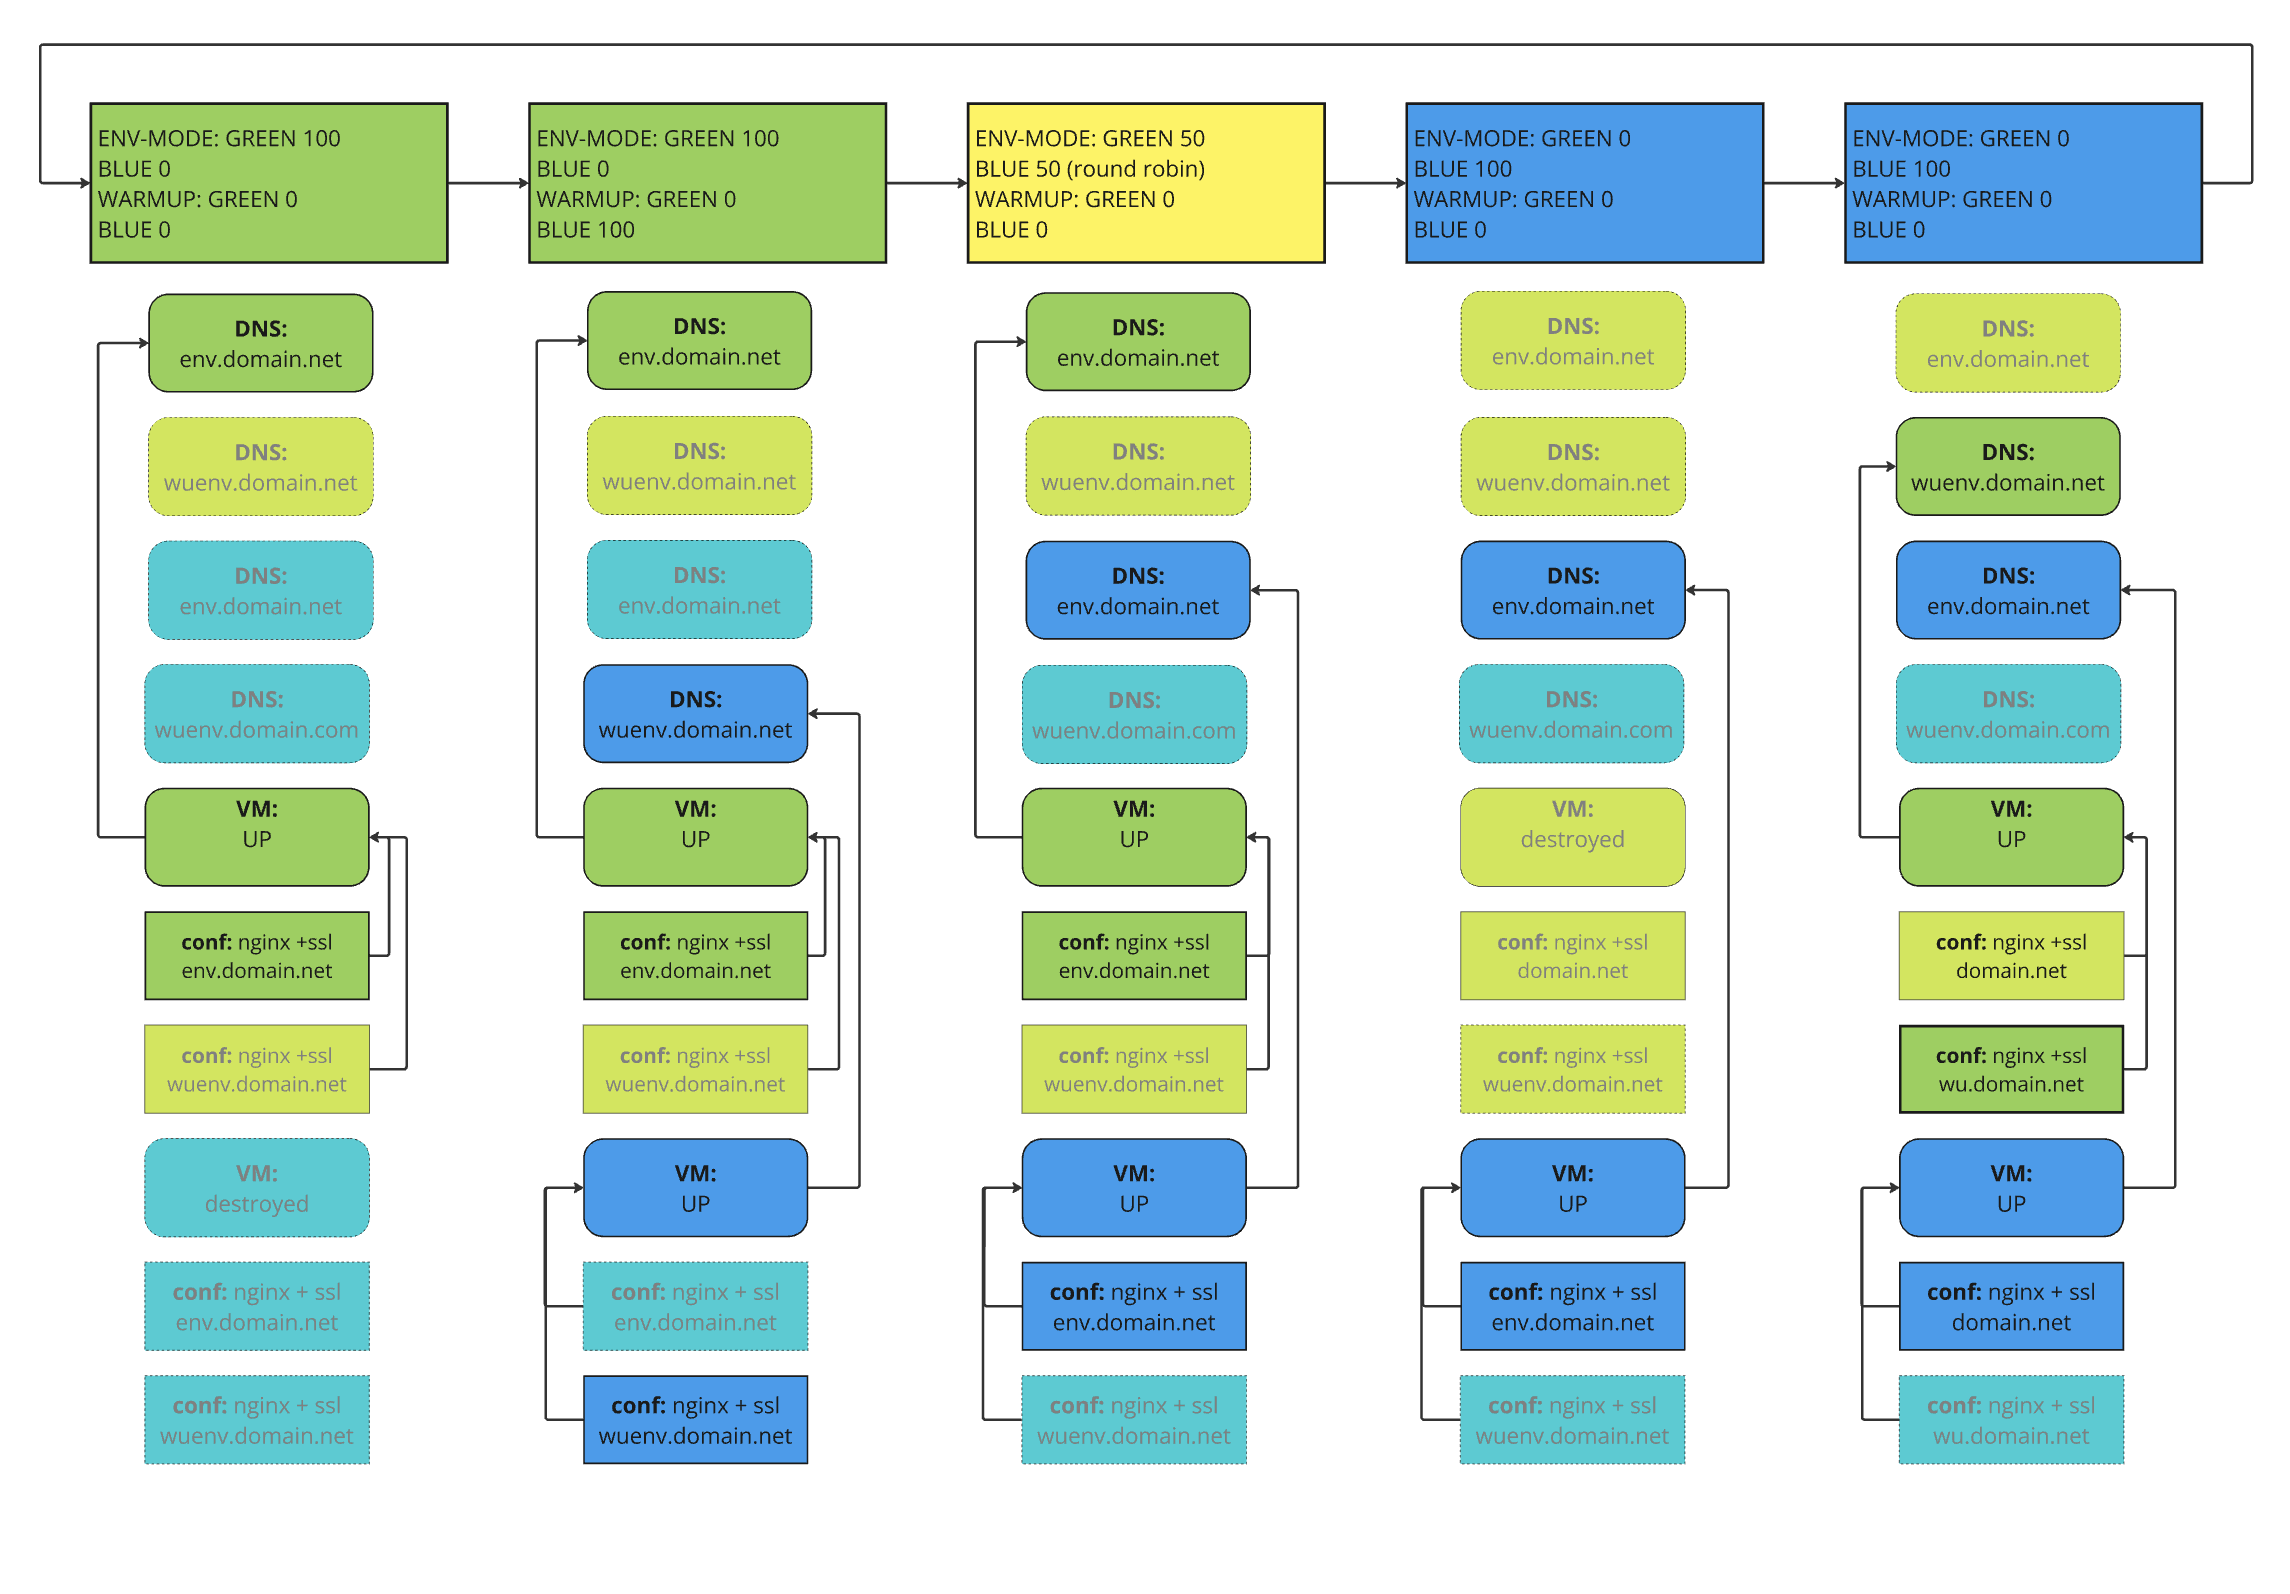 ENV-MODE: GREEN 100
BLUE 0
WARMUP: GREEN 0
BLUE 0
DNS:
env.domain.net
DNS:
wuenv.domain.net
DNS:
env.domain.net
DNS:
wuenv.domain.com
VM:
UP
conf: nginx +ssl
env.domain.net
conf: nginx +ssl
wuenv.domain.net
VM:
destroyed
conf: nginx + ssl
env.domain.net
conf: nginx + ssl
wuenv.domain.net
ENV-MODE: GREEN 100
BLUE 0
WARMUP: GREEN 0
BLUE 100
DNS:
env.domain.net
DNS:
wuenv.domain.net
DNS:
env.domain.net
DNS:
wuenv.domain.net
VM:
UP
conf: nginx +ssl
env.domain.net
conf: nginx +ssl
wuenv.domain.net
VM:
UP
conf: nginx + ssl
env.domain.net
conf: nginx + ssl
wuenv.domain.net
ENV-MODE: GREEN 50
BLUE 50 (round robin)
WARMUP: GREEN 0
BLUE 0
DNS:
env.domain.net
DNS:
wuenv.domain.net
DNS:
env.domain.net
DNS:
wuenv.domain.com
VM:
UP
conf: nginx +ssl
env.domain.net
conf: nginx +ssl
wuenv.domain.net
VM:
UP
conf: nginx + ssl
env.domain.net
conf: nginx + ssl
wuenv.domain.net
ENV-MODE: GREEN 0
BLUE 100
WARMUP: GREEN 0
BLUE 0
DNS:
env.domain.net
DNS:
wuenv.domain.net
DNS:
env.domain.net
DNS:
wuenv.domain.com
VM:
destroyed
conf: nginx +ssl
domain.net
conf: nginx +ssl
wuenv.domain.net
VM:
UP
conf: nginx + ssl
env.domain.net
conf: nginx + ssl
wuenv.domain.net
ENV-MODE: GREEN 0
BLUE 100
WARMUP: GREEN 0
BLUE 0
DNS:
env.domain.net
DNS:
wuenv.domain.net
DNS:
env.domain.net
DNS:
wuenv.domain.com
VM:
UP
conf: nginx +ssl
domain.net
conf: nginx +ssl
wu.domain.net
VM:
UP
conf: nginx + ssl
domain.net
conf: nginx + ssl
wu.domain.net